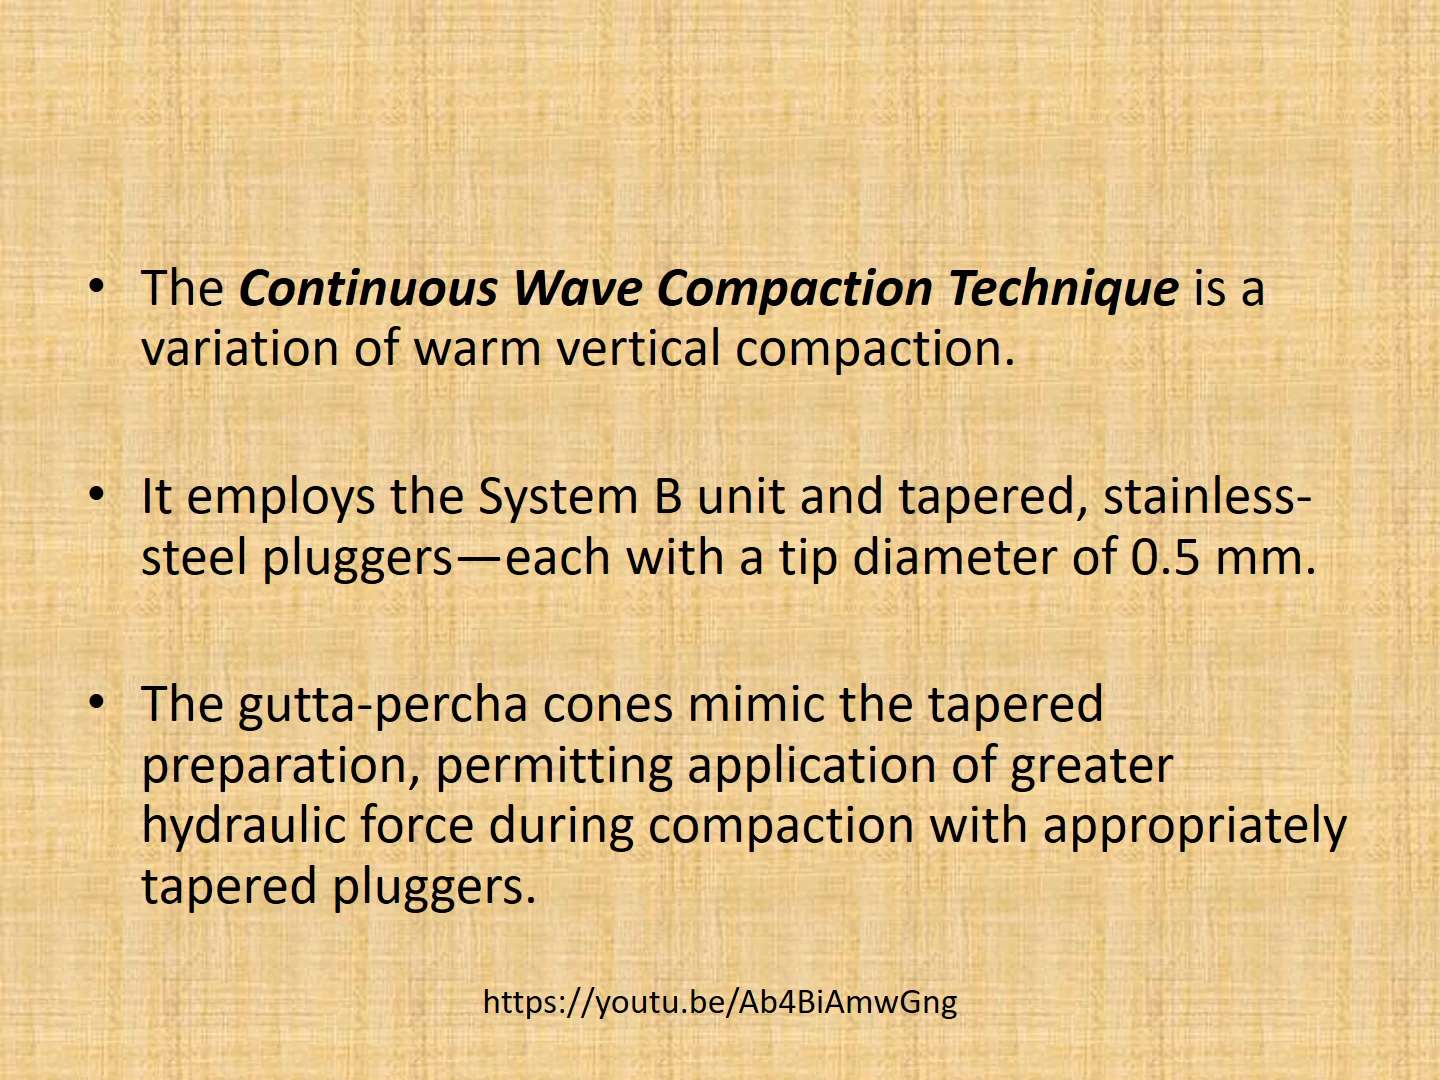 • The Continuous Wave Compaction Technique is a
variation of warm vertical compaction.
• It employs the System B unit and tapered, stainless-
steel pluggers—each with a tip diameter of 0.5 mm.
• The gutta-percha cones mimic the tapered
preparation, permitting application of greater
hydraulic force during compaction with appropriately
tapered pluggers.
https://youtu.be/Ab4BiAmwGng